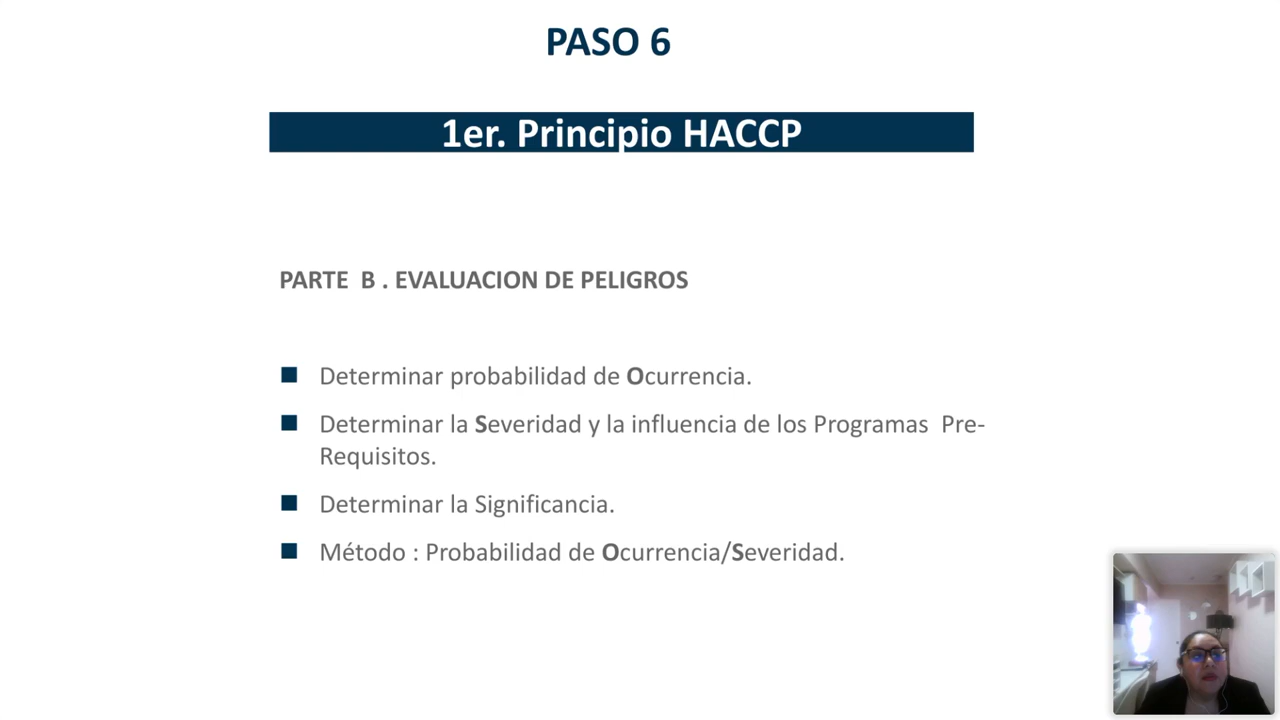 PASO 6
1er. Principio HACCP
PARTE B . EVALUACION DE PELIGROS
Determinar probabilidad de Ocurrencia.
Determinar la Severidad y la influencia de los Programas Pre-
Requisitos.
Determinar la Significancia.
Método : Probabilidad de Ocurrencia/Severidad.